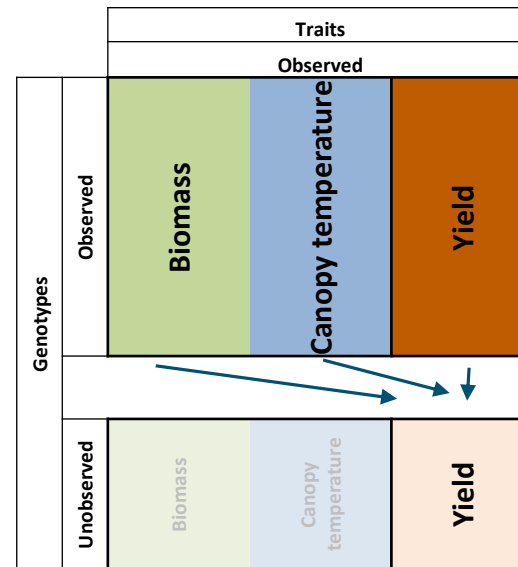 Traits
Observed
Genotypes
Observed
Biomass
Canopy temperature
Yield
Unobserved
Biomass
Canopy
temperature
Yield